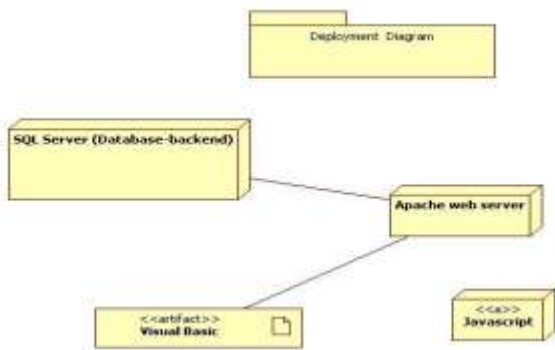 Deployment Diagram
SQL Server (Database-backend)
Apache web server
<<artifact>>
Visual Basic
<<a>>
Javascript